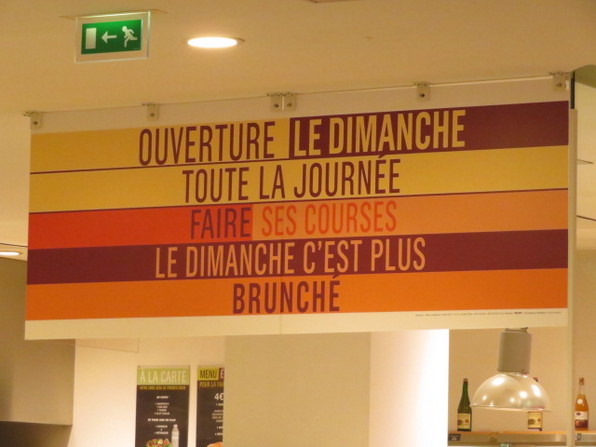 OUVERTURE LE DIMANCHE
TOUTE LA JOURNÉE
FAIRE SES COURSES
LE DIMANCHE C'EST PLUS
BRUNCHÉ
À LA CARTE
MENU